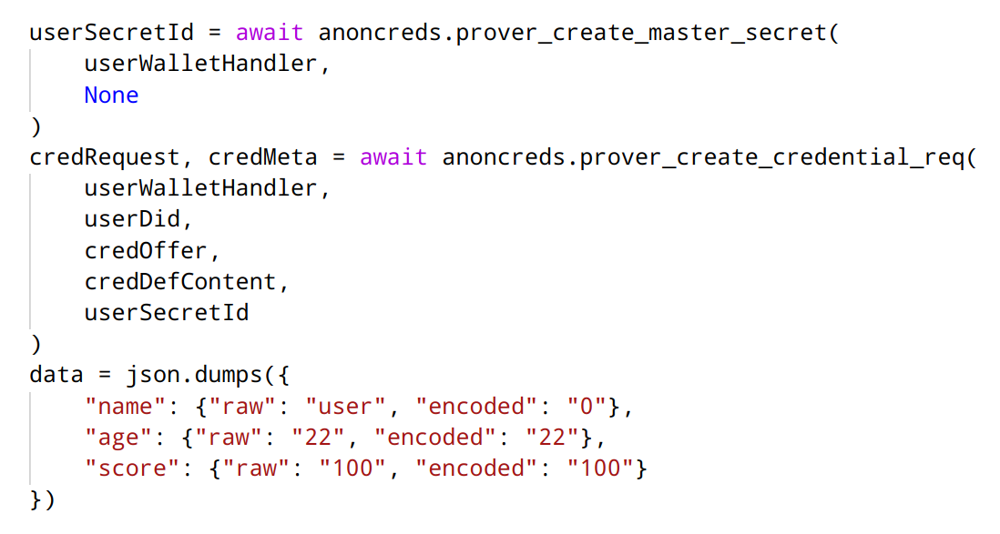 userSecretId = await anoncreds.prover_create_master_secret(
    userWalletHandler,
    None
)
credRequest, credMeta = await anoncreds.prover_create_credential_req(
    userWalletHandler,
    userDid,
    credOffer,
    credDefContent,
    userSecretId
)
data = json.dumps({
    "name": {"raw": "user", "encoded": "0"},
    "age": {"raw": "22", "encoded": "22"},
    "score": {"raw": "100", "encoded": "100"}
})